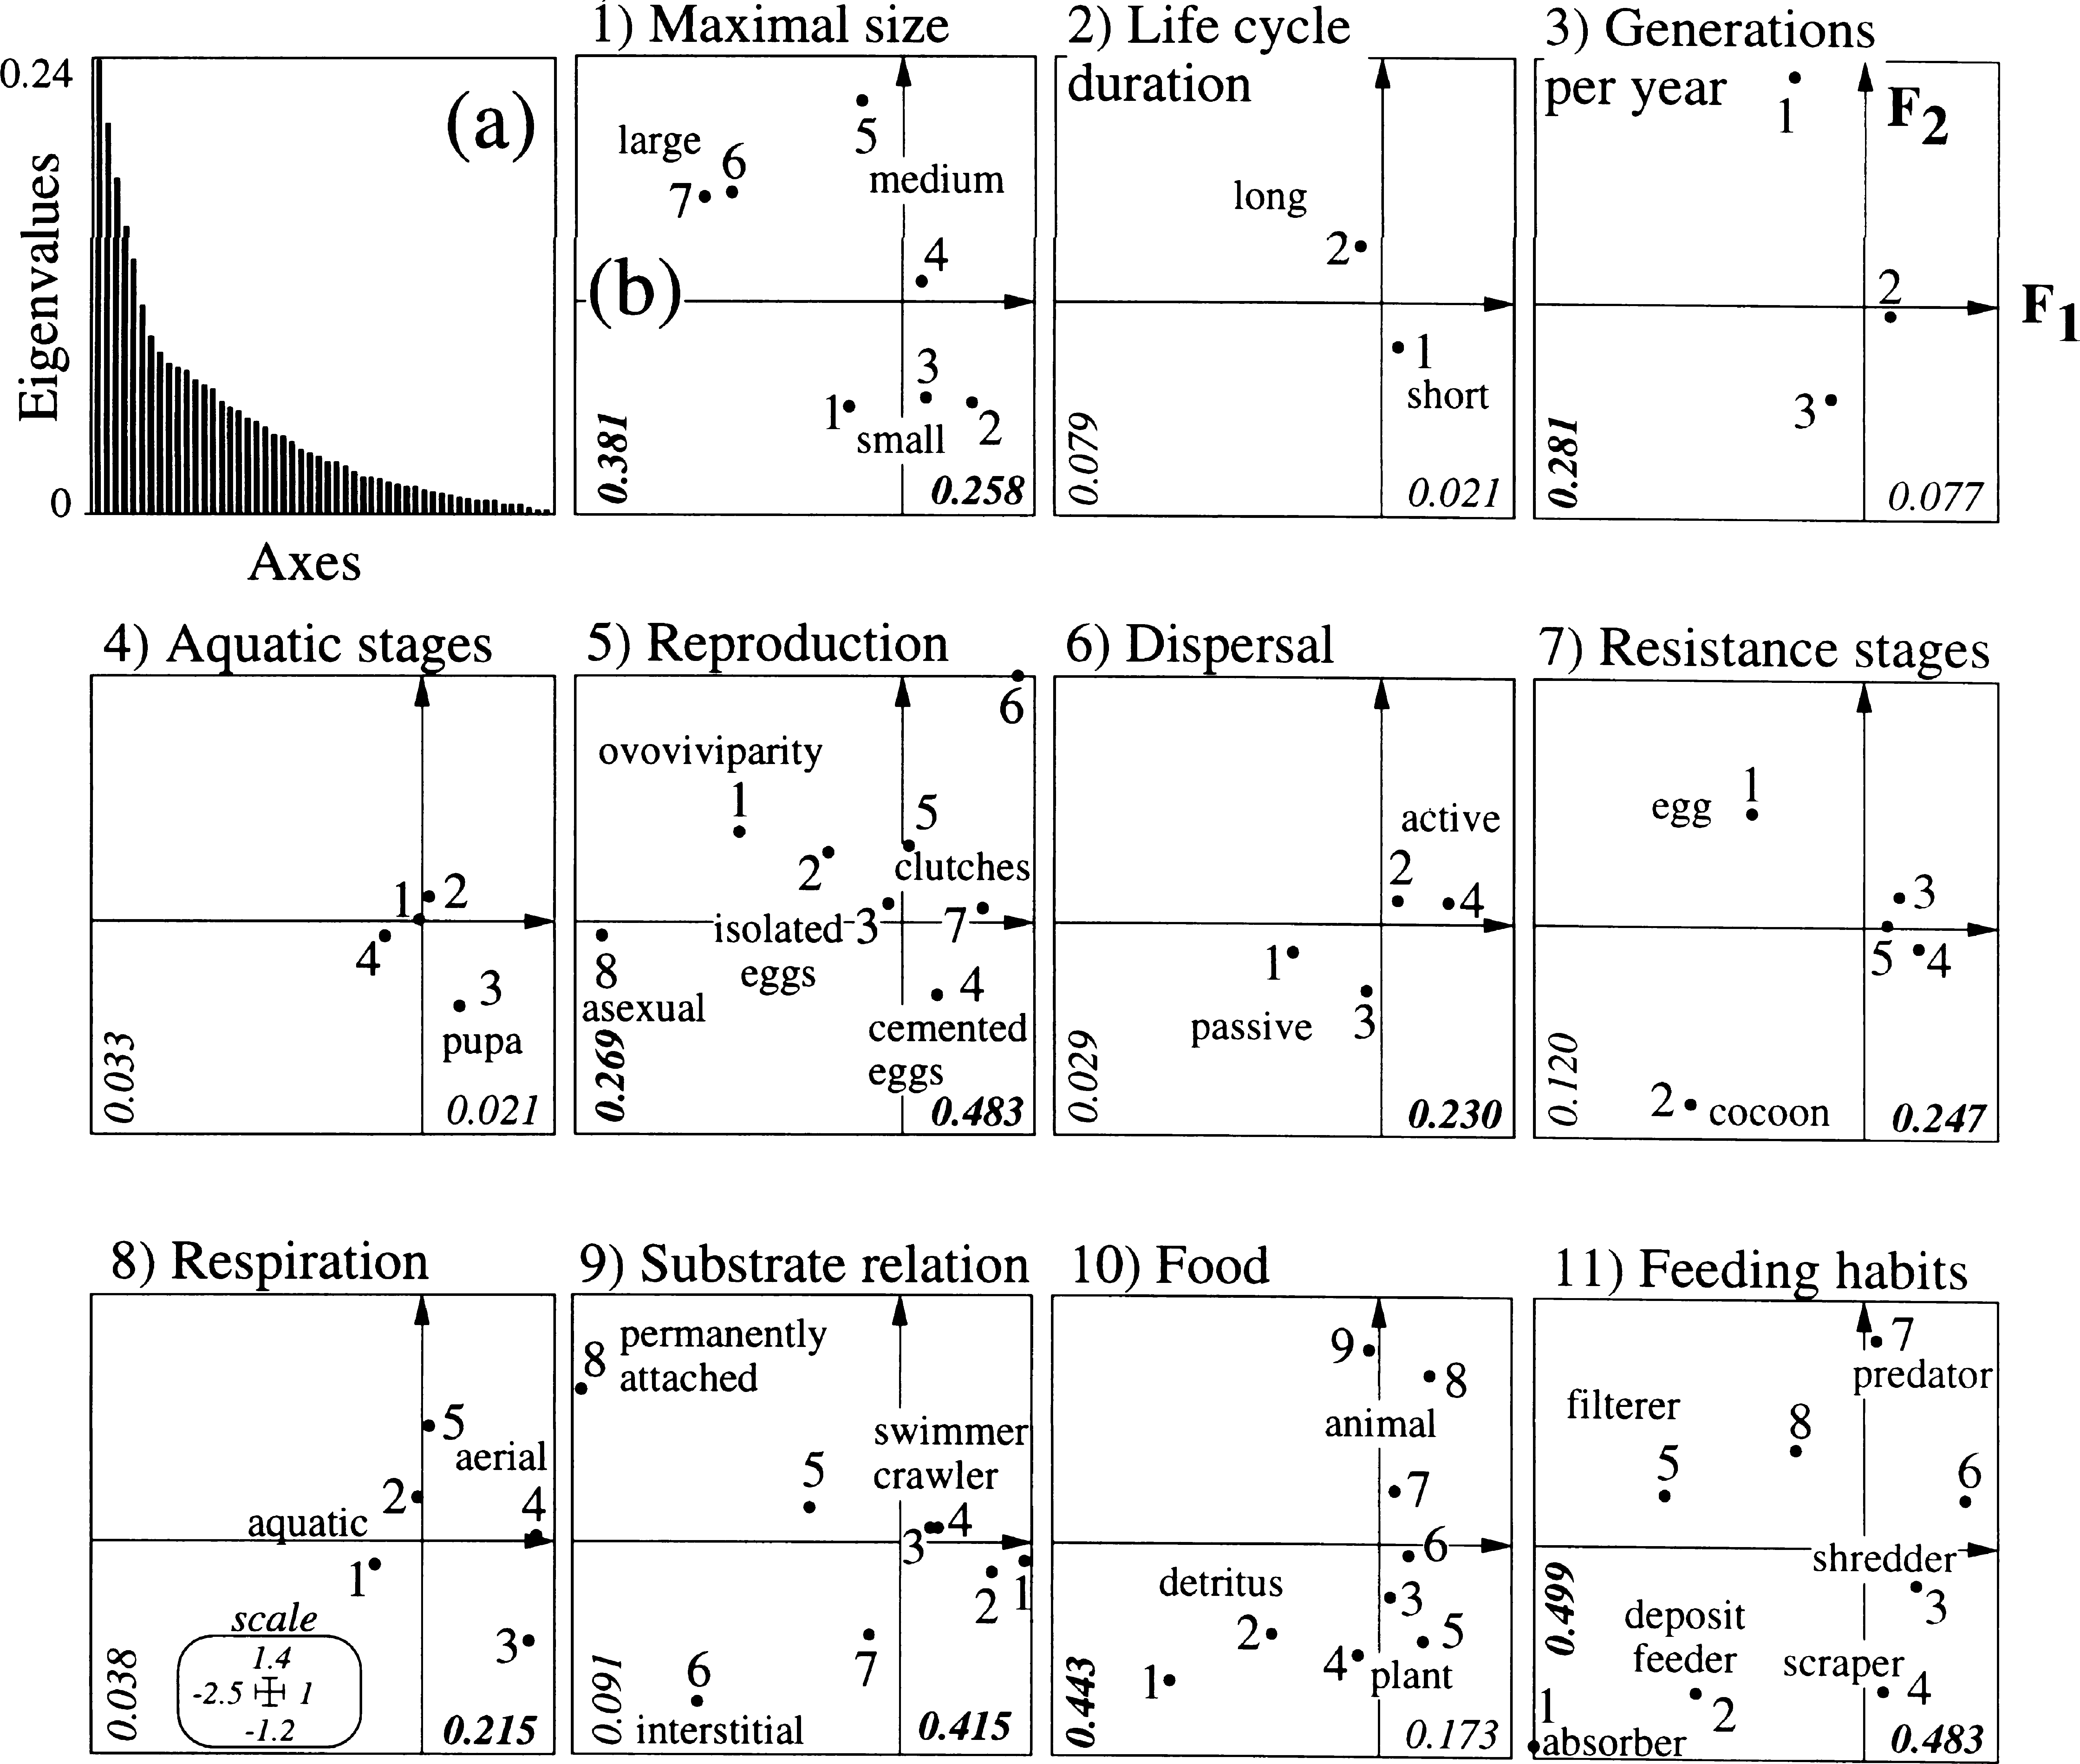 0.24
(a)
Eigenvalues
0
Axes
1) Maximal size
large
5
6
medium
7
4
(b)
3
1
small
2
0.381
0.258
2) Life cycle
duration
long
2
1
short
0.079
0.021
3) Generations
per year
1
F2
2
F1
3
0.281
0.077
4) Aquatic stages
1
2
4
3
pupa
0.033
0.021
5) Reproduction
6
ovoviviparity
1
5
2
clutches
isolated
3
7
eggs
8
asexual
4
cemented
eggs
0.269
0.483
6) Dispersal
active
2
4
1
passive
3
0.029
0.230
7) Resistance stages
egg
1
3
5
4
2
cocoon
0.120
0.247
8) Respiration
5
aerial
2
4
aquatic
1
scale
1.4
-2.5
1
-1.2
3
0.038
0.215
9) Substrate relation
8
permanently
attached
swimmer
crawler
5
4
3
2
1
6
7
interstitial
0.091
0.415
10) Food
9
8
animal
7
6
detritus
3
2
5
4
plant
1
0.443
0.173
11) Feeding habits
7
predator
filterer
8
5
6
shredder
3
deposit
feeder
scraper
4
2
1
absorber
0.499
0.483